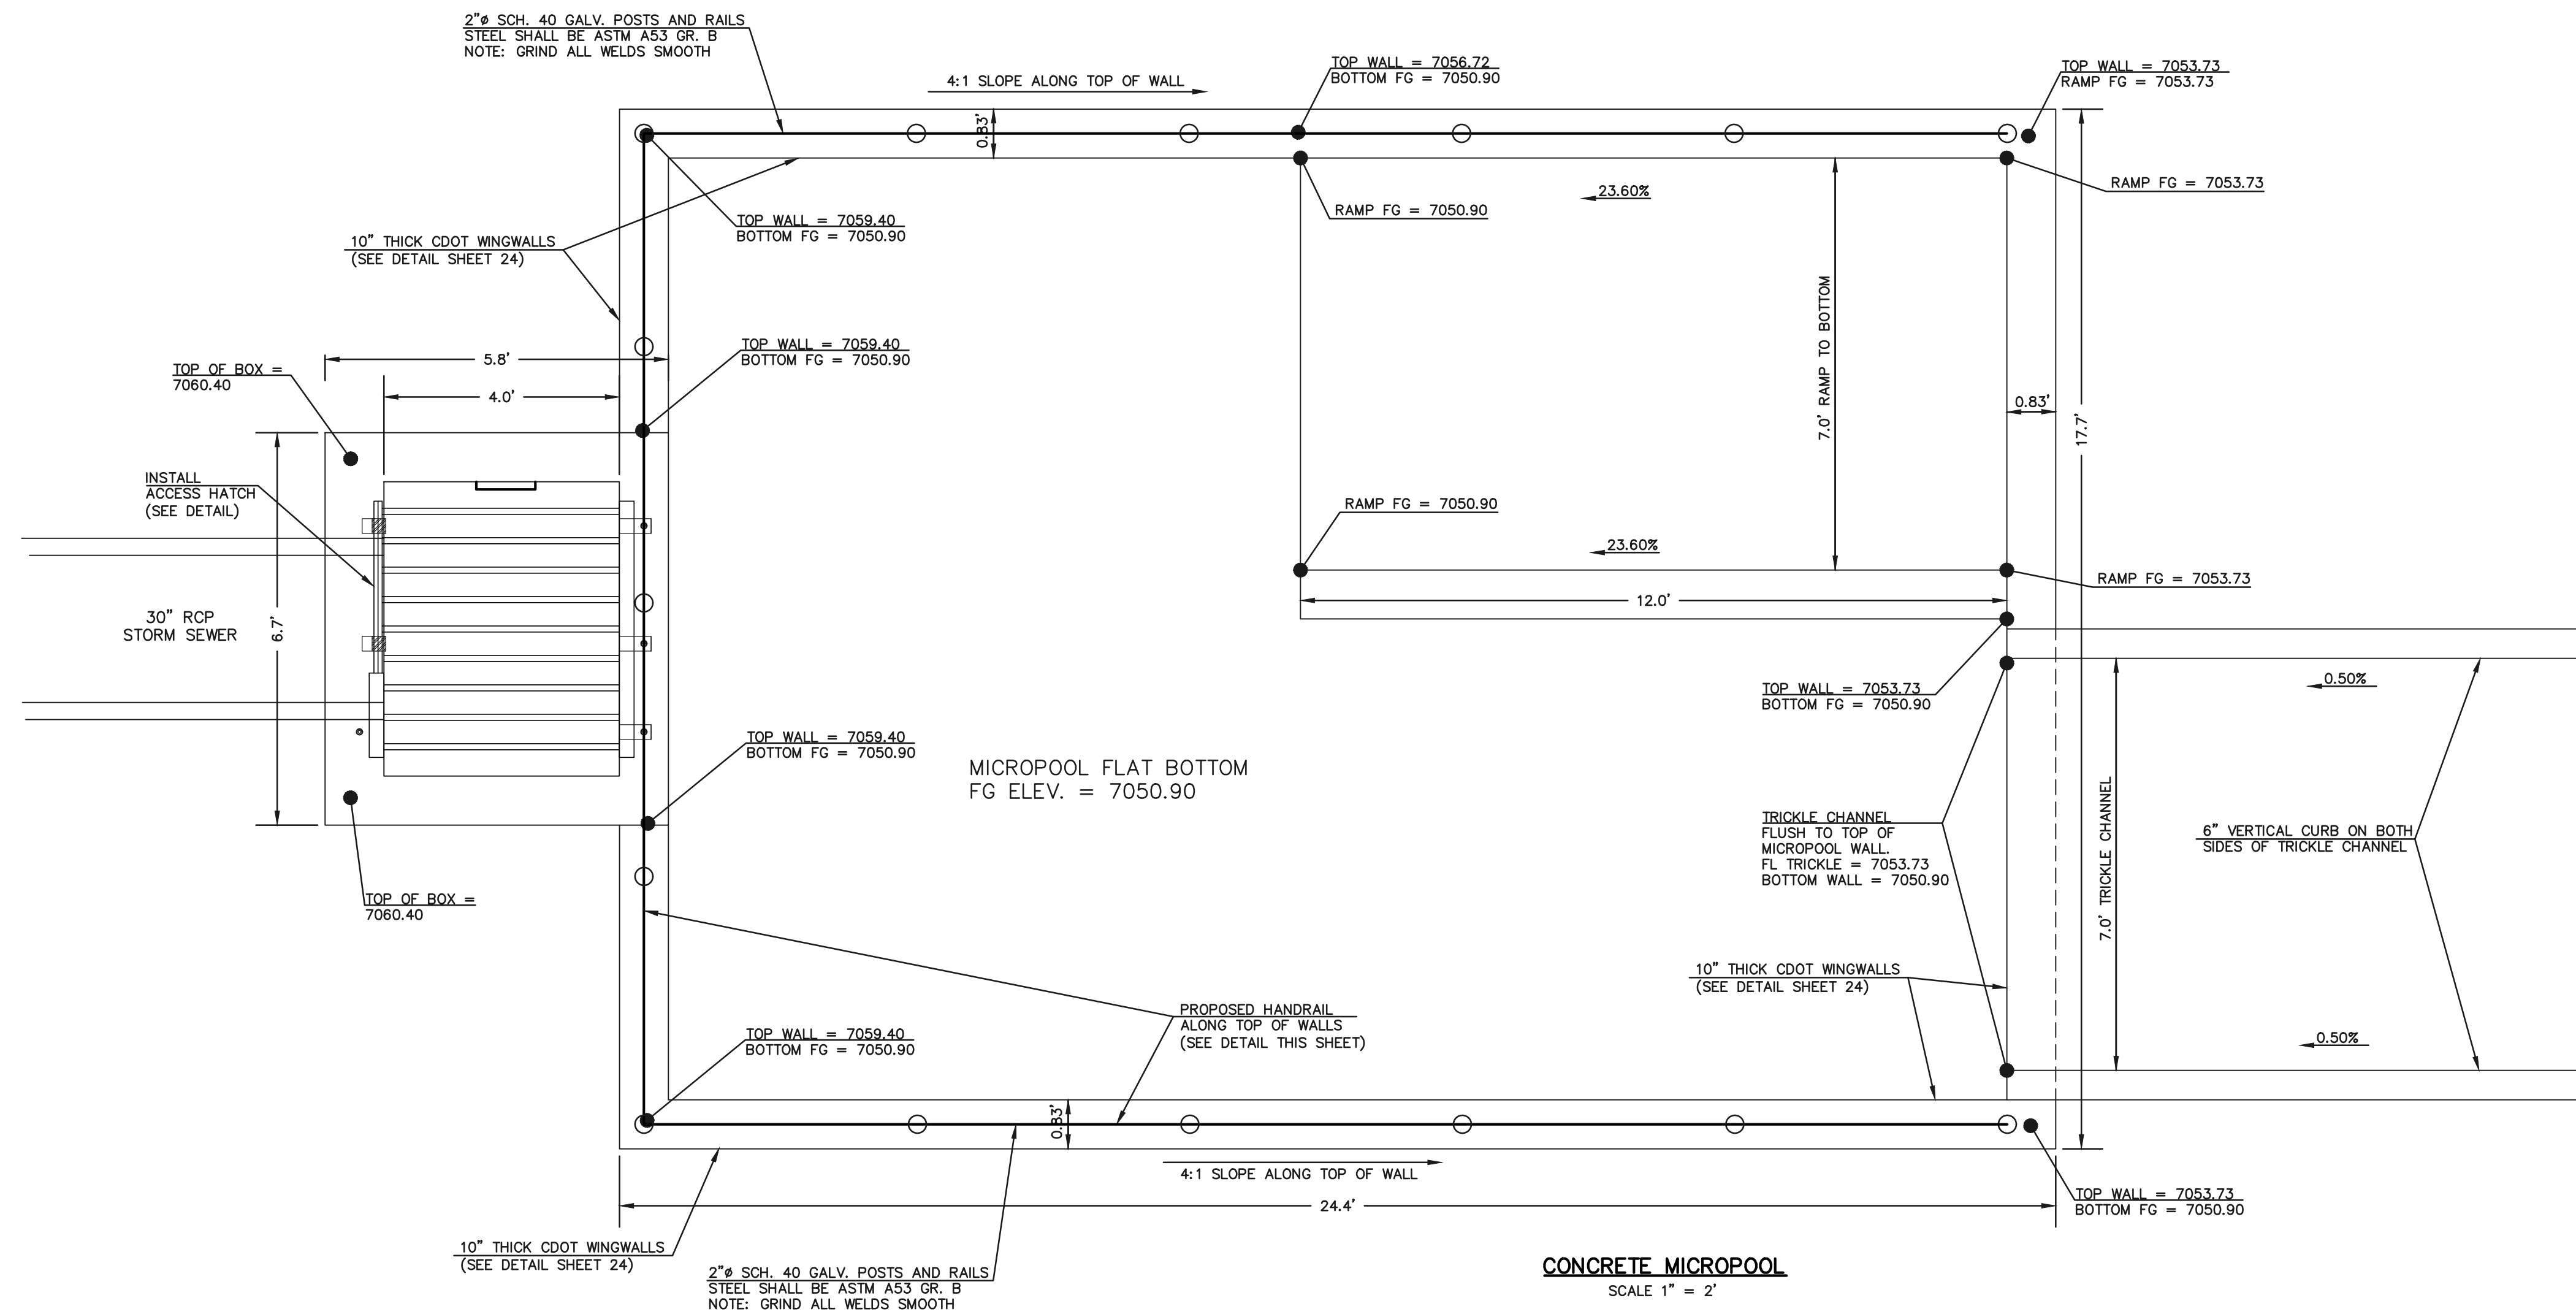 2"ø SCH. 40 GALV. POSTS AND RAILS
STEEL SHALL BE ASTM A53 GR. B
NOTE: GRIND ALL WELDS SMOOTH
4:1 SLOPE ALONG TOP OF WALL
TOP WALL = 7056.72
BOTTOM FG = 7050.90
TOP WALL = 7053.73
RAMP FG = 7053.73
0.83'
23.60%
RAMP FG = 7053.73
RAMP FG = 7050.90
TOP WALL = 7059.40
BOTTOM FG = 7050.90
10" THICK CDOT WINGWALLS
(SEE DETAIL SHEET 24)
7.0' RAMP TO BOTTOM
TOP WALL = 7059.40
BOTTOM FG = 7050.90
5.8'
TOP OF BOX =
7060.40
4.0'
0.83'
17.7'
INSTALL
ACCESS HATCH
(SEE DETAIL)
RAMP FG = 7050.90
23.60%
RAMP FG = 7053.73
12.0'
30" RCP
STORM SEWER
6.7'
TOP WALL = 7053.73
BOTTOM FG = 7050.90
0.50%
TOP WALL = 7059.40
BOTTOM FG = 7050.90
MICROPOOL FLAT BOTTOM
FG ELEV. = 7050.90
TRICKLE CHANNEL
FLUSH TO TOP OF
MICROPOOL WALL.
FL TRICKLE = 7053.73
BOTTOM WALL = 7050.90
7.0' TRICKLE CHANNEL
6" VERTICAL CURB ON BOTH
SIDES OF TRICKLE CHANNEL
TOP OF BOX =
7060.40
10" THICK CDOT WINGWALLS
(SEE DETAIL SHEET 24)
PROPOSED HANDRAIL
ALONG TOP OF WALLS
(SEE DETAIL THIS SHEET)
TOP WALL = 7059.40
BOTTOM FG = 7050.90
0.50%
0.83'
4:1 SLOPE ALONG TOP OF WALL
24.4'
TOP WALL = 7053.73
BOTTOM FG = 7050.90
10" THICK CDOT WINGWALLS
(SEE DETAIL SHEET 24)
2"ø SCH. 40 GALV. POSTS AND RAILS
STEEL SHALL BE ASTM A53 GR. B
NOTE: GRIND ALL WELDS SMOOTH
CONCRETE MICROPOOL
SCALE 1" = 2'